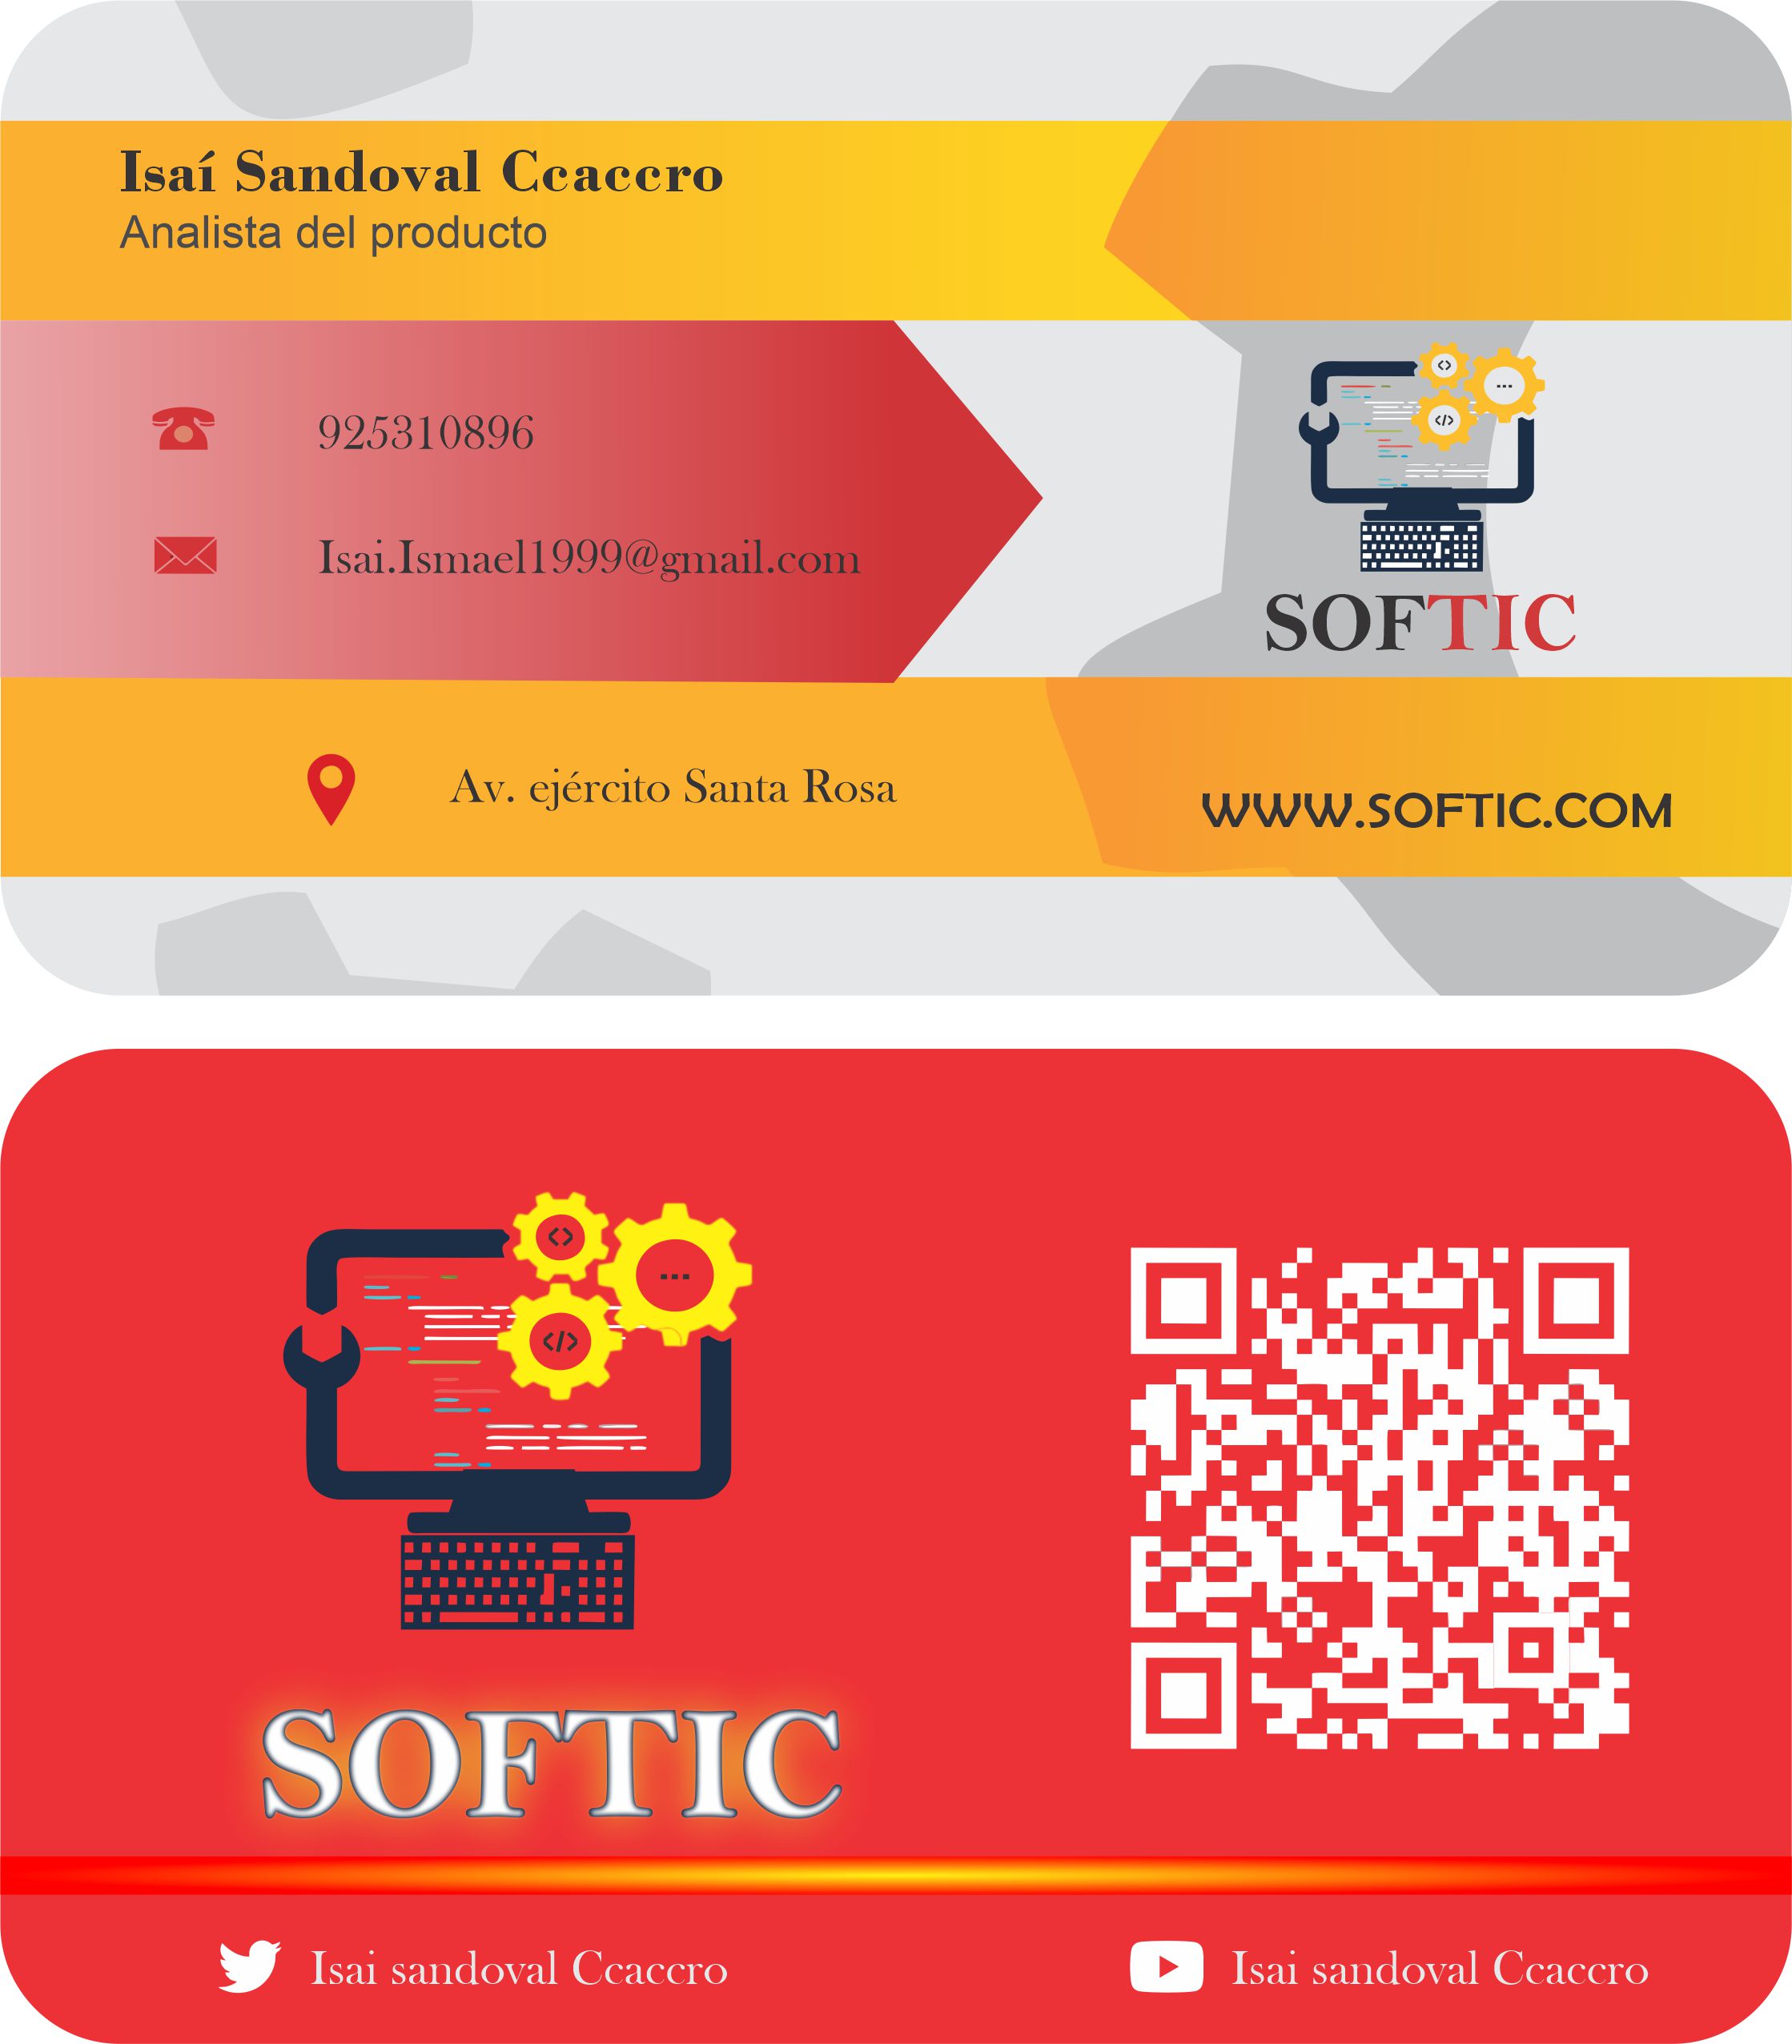 Isaí Sandoval Ccaccro
Analista del producto
925310896
Isai.Ismael1999@gmail.com
<>
...
</>
SOFTIC
Av. ejército Santa Rosa
WWW.SOFTIC.COM
<>
...
</>
SOFTIC
Isai sandoval Ccaccro
Isai sandoval Ccaccro